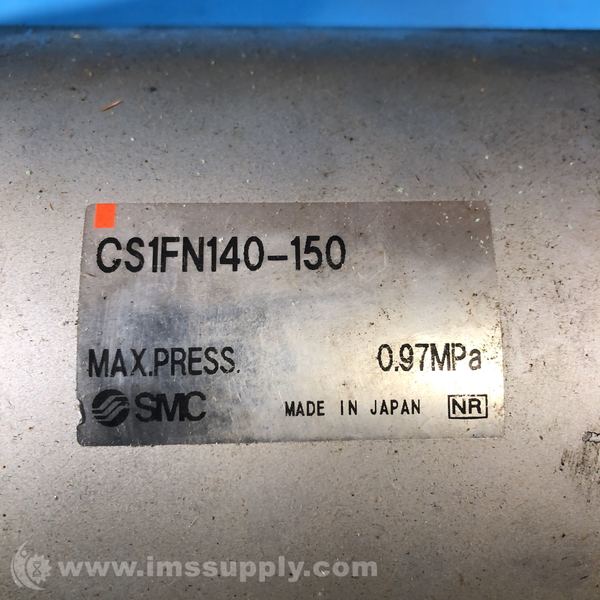 CS1FN140-150
MAX.PRESS. 0.97MPa
SMC MADE IN JAPAN NR
www.imssupply.com